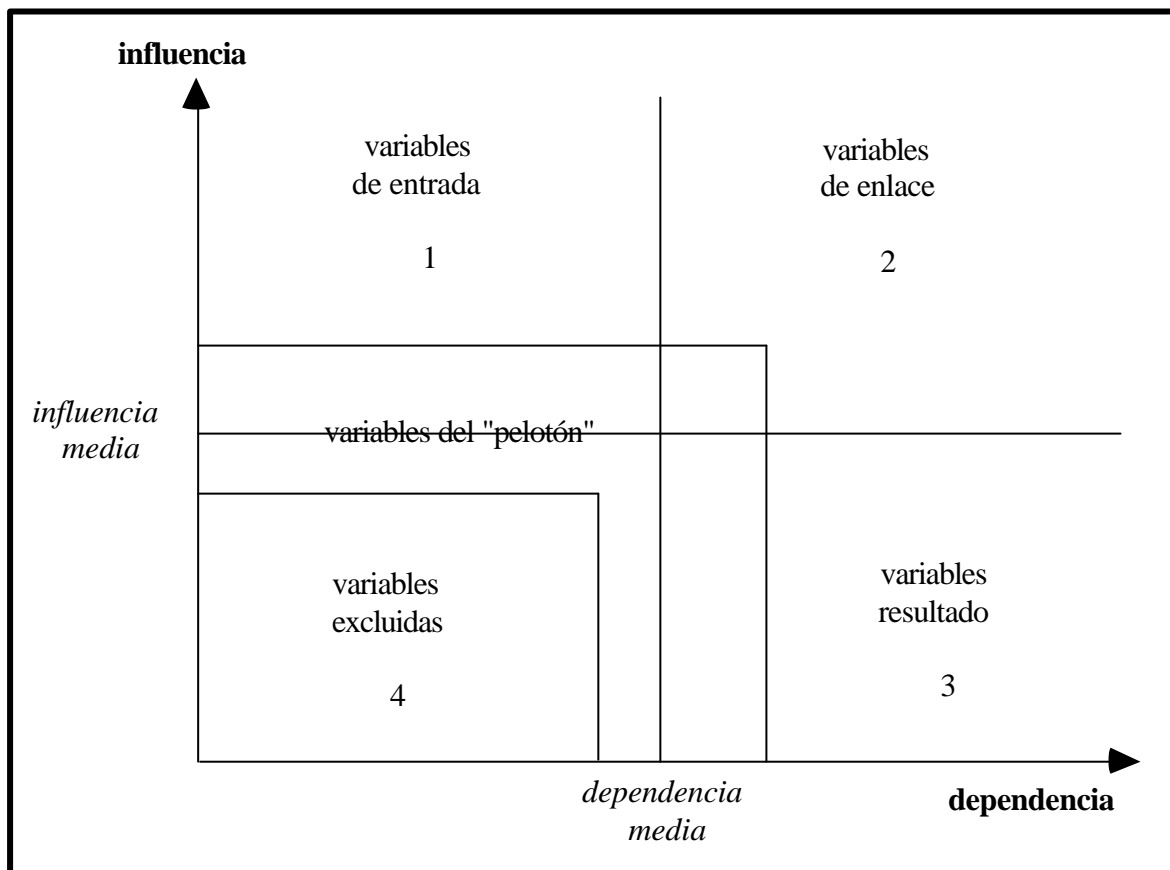 influencia
variables
de entrada
1
variables
de enlace
2
influencia
media
variables del "pelotón"
variables
excluidas
4
variables
resultado
3
dependencia
media
dependencia